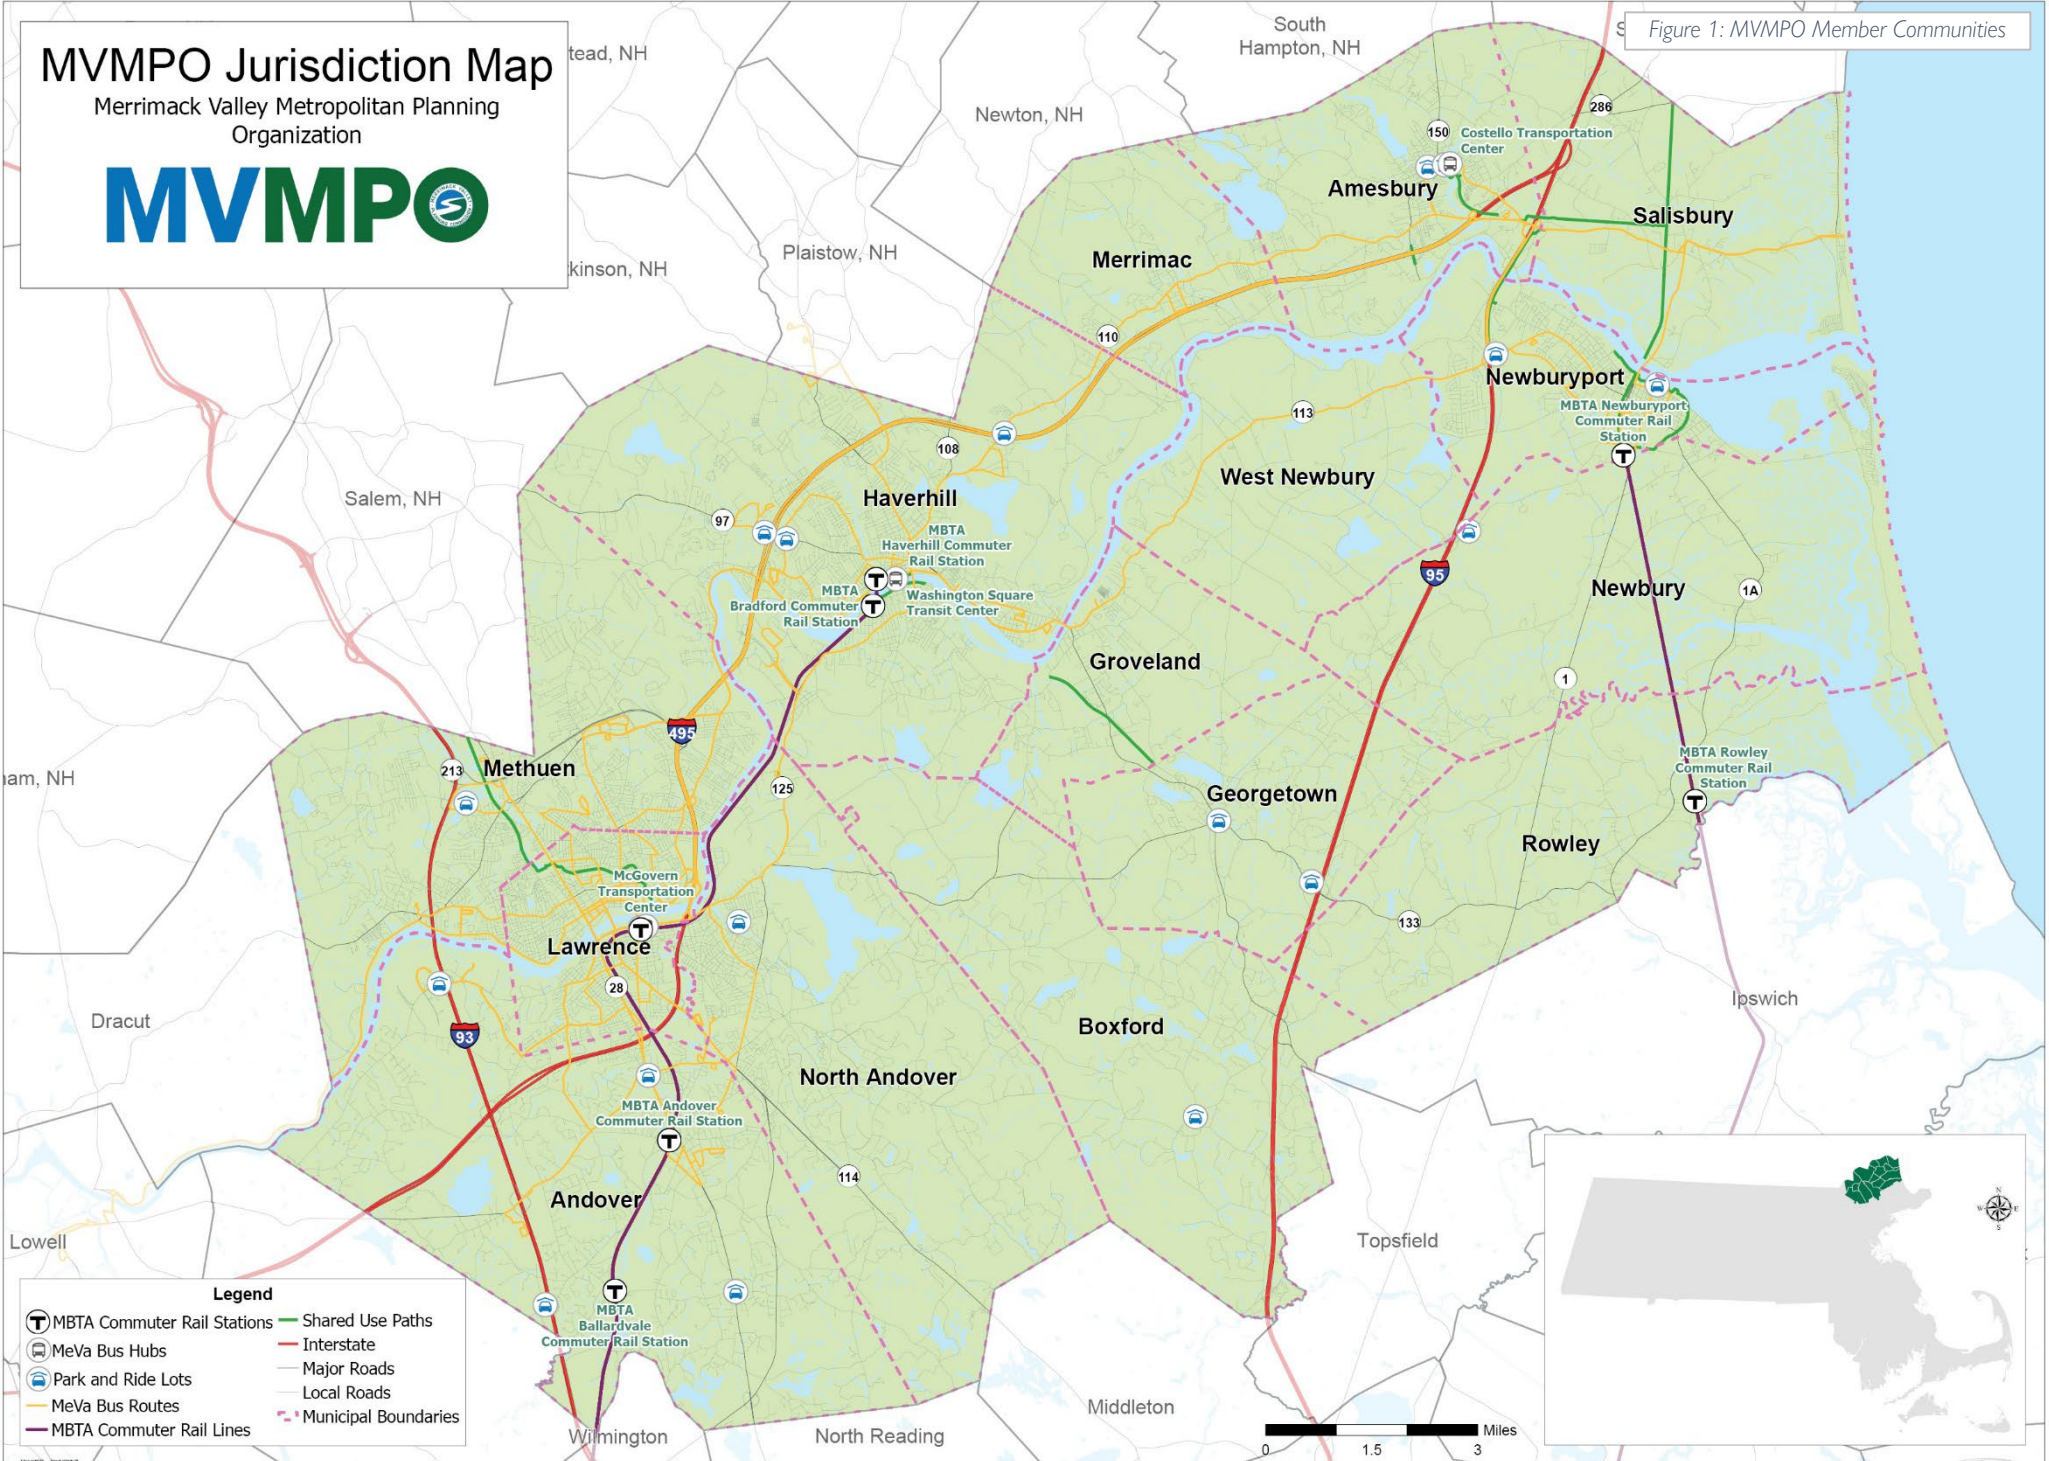 Figure 1: MVMPO Member Communities
MVMPO Jurisdiction Map
Merrimack Valley Metropolitan Planning
Organization
MVMPO
tead, NH
South
Hampton, NH
Newton, NH
Plaistow, NH
kinson, NH
Salem, NH
am, NH
Dracut
Lowell
Wilmington
North Reading
Middleton
Topsfield
Ipswich
286
150
Costello Transportation
Center
Amesbury
Salisbury
Merrimac
110
Newburyport
MBTA Newburyport
Commuter Rail
Station
T
113
West Newbury
108
Haverhill
97
MBTA
Haverhill Commuter
Rail Station
T
MBTA
Bradford Commuter
Rail Station
T
Washington Square
Transit Center
95
Newbury
1A
1
Groveland
495
213
Methuen
125
MBTA Rowley
Commuter Rail
Station
T
Georgetown
Rowley
133
McGovern
Transportation
Center
T
Lawrence
28
93
Boxford
North Andover
MBTA Andover
Commuter Rail Station
T
114
Andover
T
MBTA
Ballardvale
Commuter Rail Station
Legend
T MBTA Commuter Rail Stations
MeVa Bus Hubs
Park and Ride Lots
MeVa Bus Routes
MBTA Commuter Rail Lines
Shared Use Paths
Interstate
Major Roads
Local Roads
Municipal Boundaries
Miles
0 1.5 3
N
W E
S